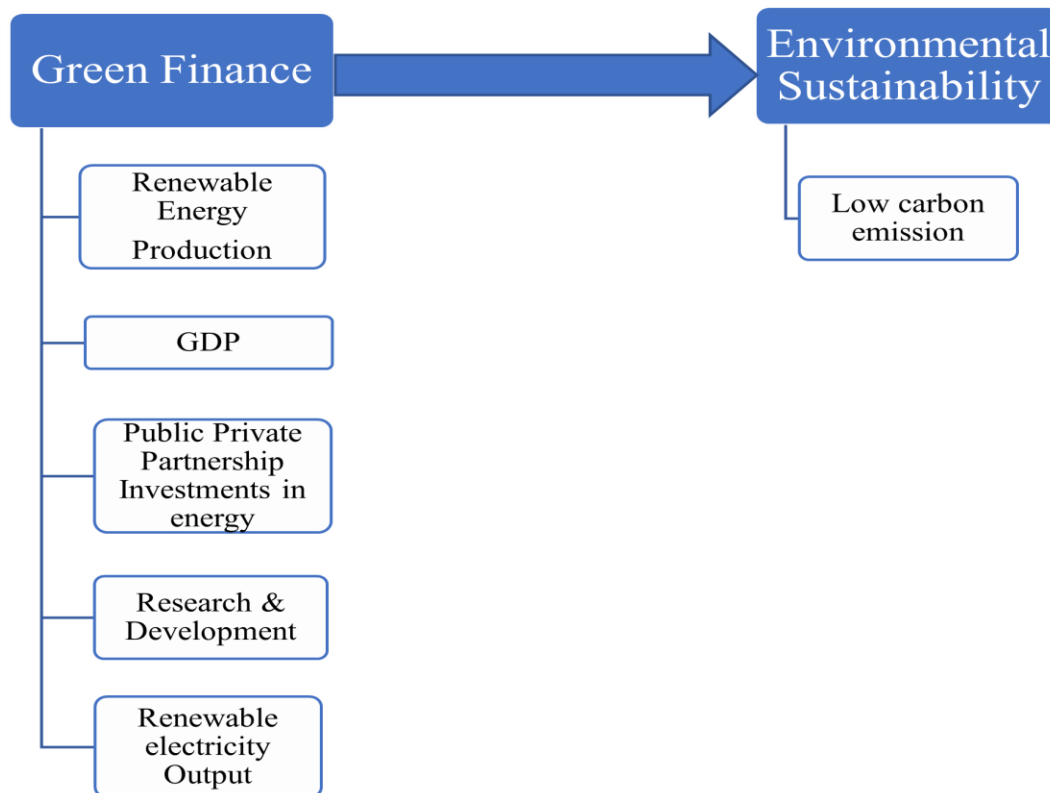 Green Finance
Environmental
Sustainability
Renewable
Energy
Production
Low carbon
emission
GDP
Public Private
Partnership
Investments in
energy
Research &
Development
Renewable
electricity
Output